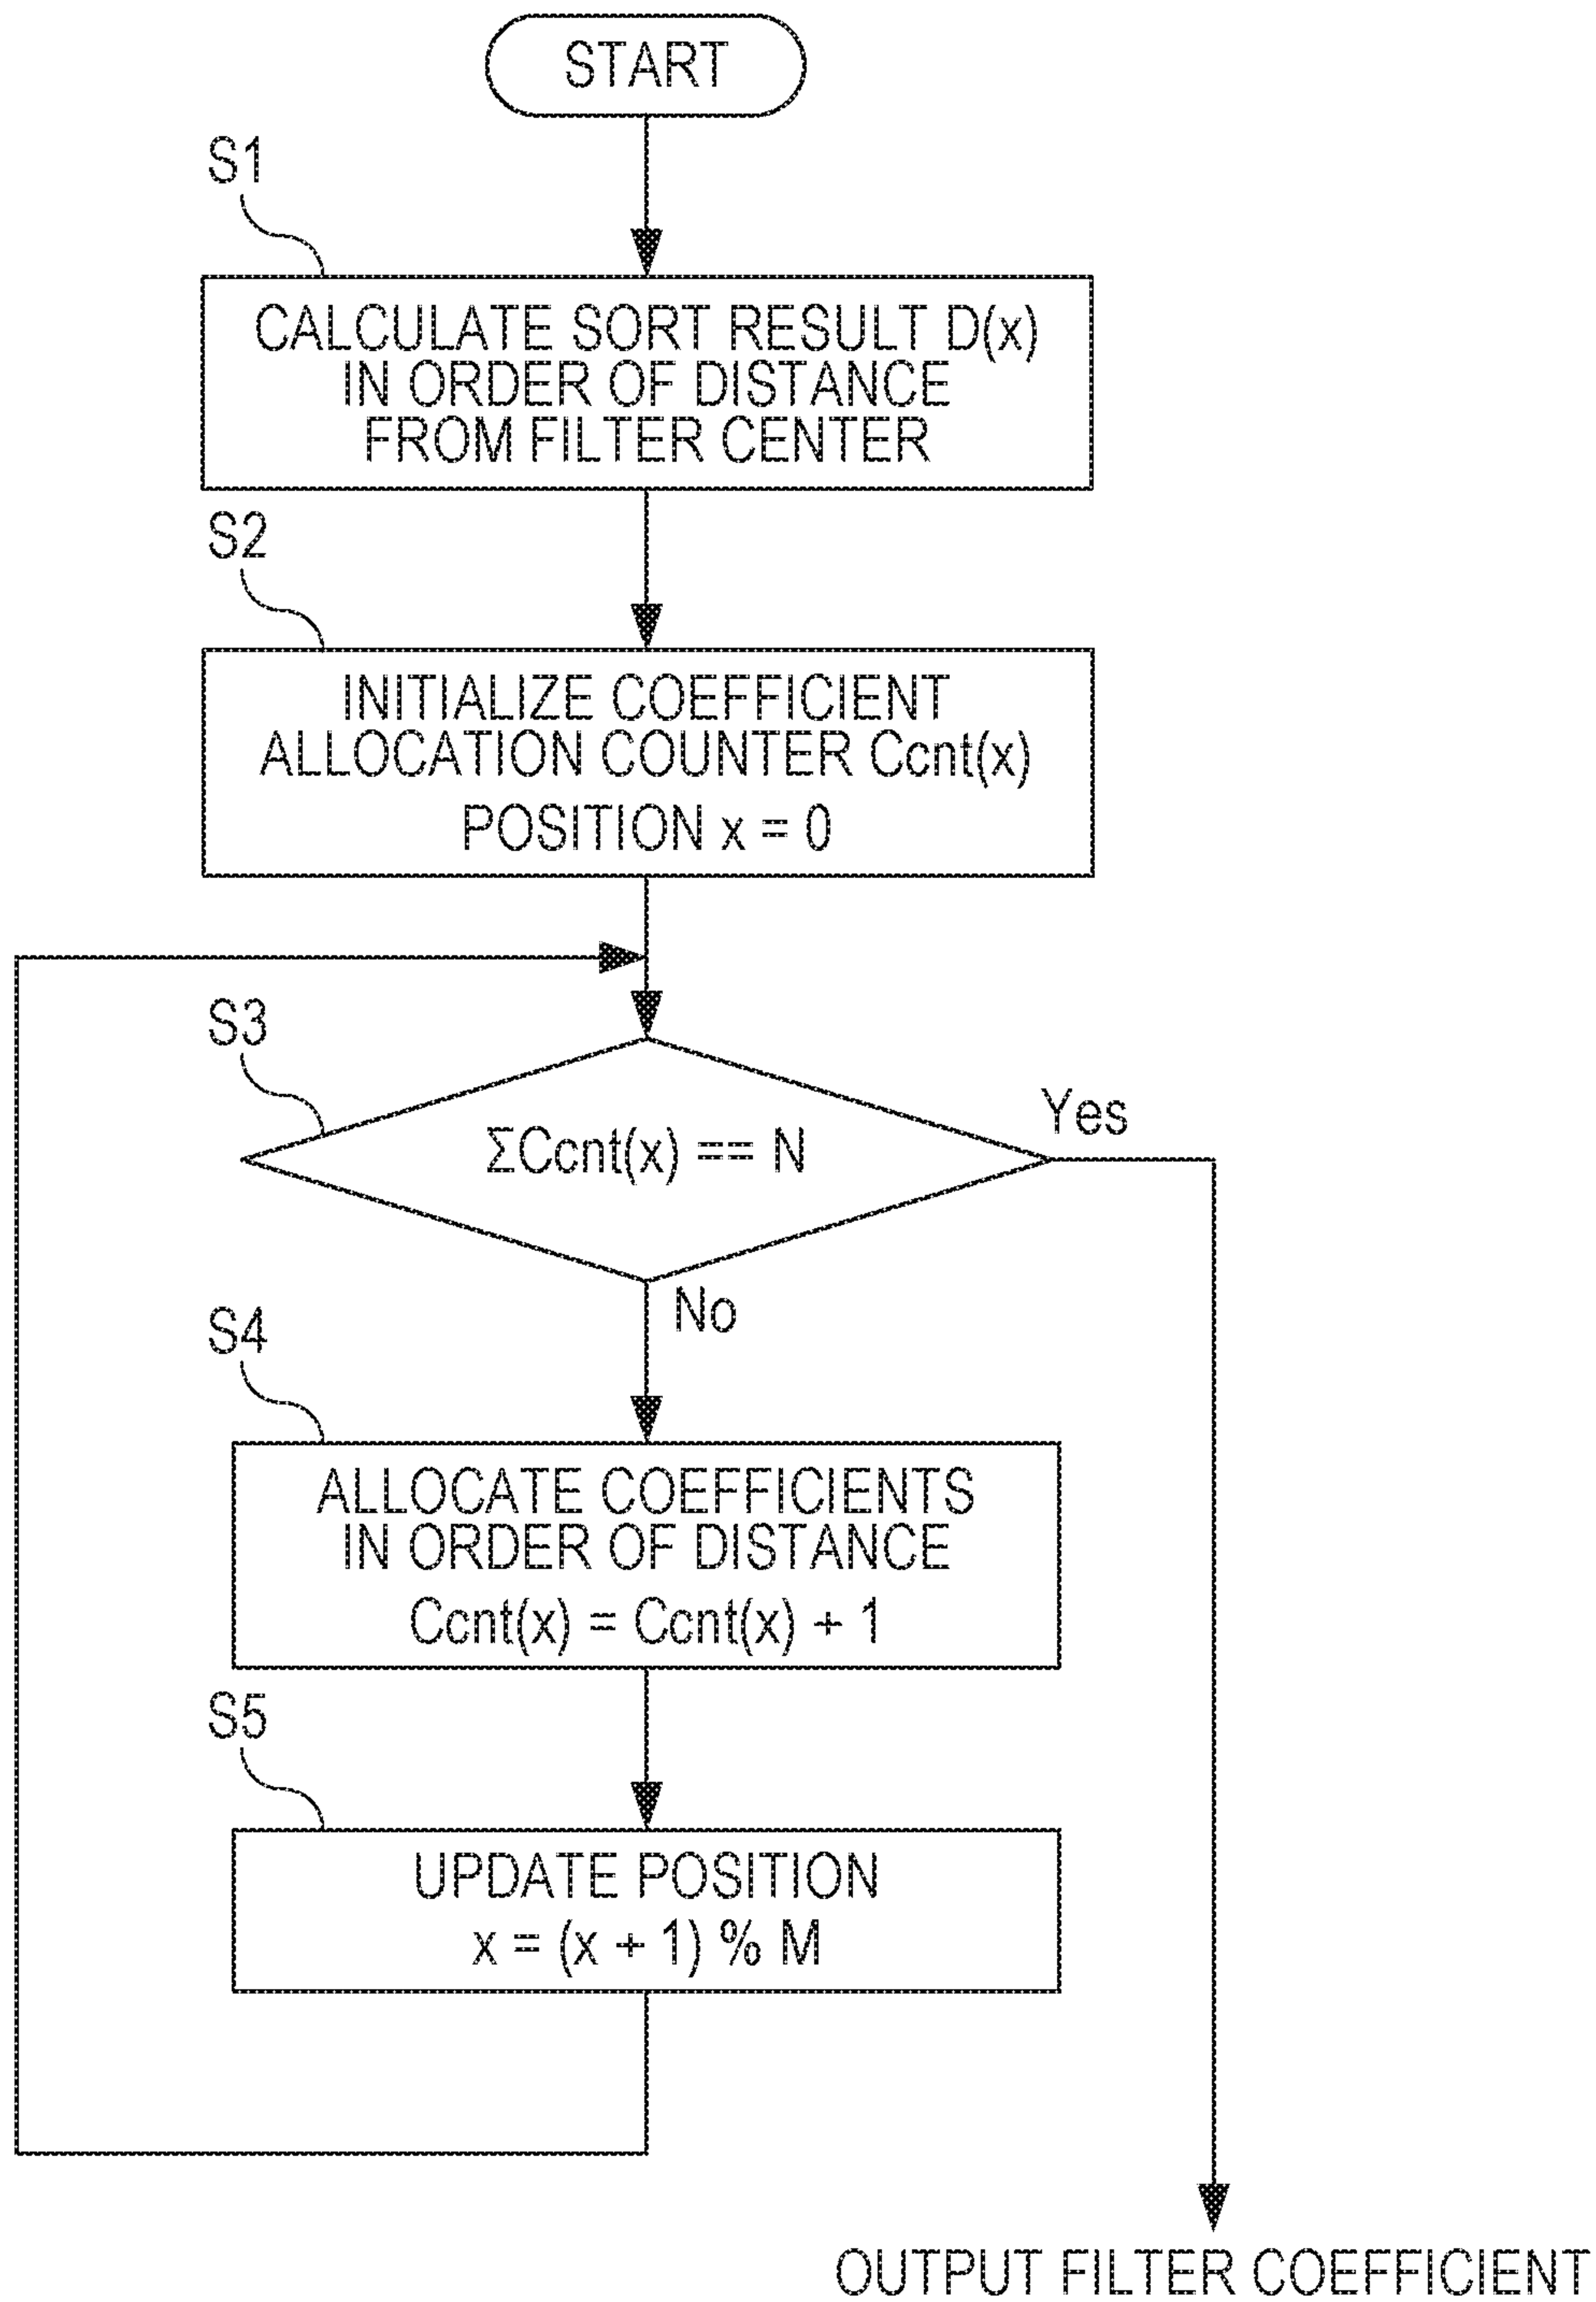 START
S1
CALCULATE SORT RESULT D(x)
IN ORDER OF DISTANCE
FROM FILTER CENTER
S2
INITIALIZE COEFFICIENT
ALLOCATION COUNTER Ccnt(x)
POSITION x = 0
S3
ΣCcnt(x) == N
Yes
No
S4
ALLOCATE COEFFICIENTS
IN ORDER OF DISTANCE
Ccnt(x) = Ccnt(x) + 1
S5
UPDATE POSITION
x = (x + 1) % M
OUTPUT FILTER COEFFICIENT